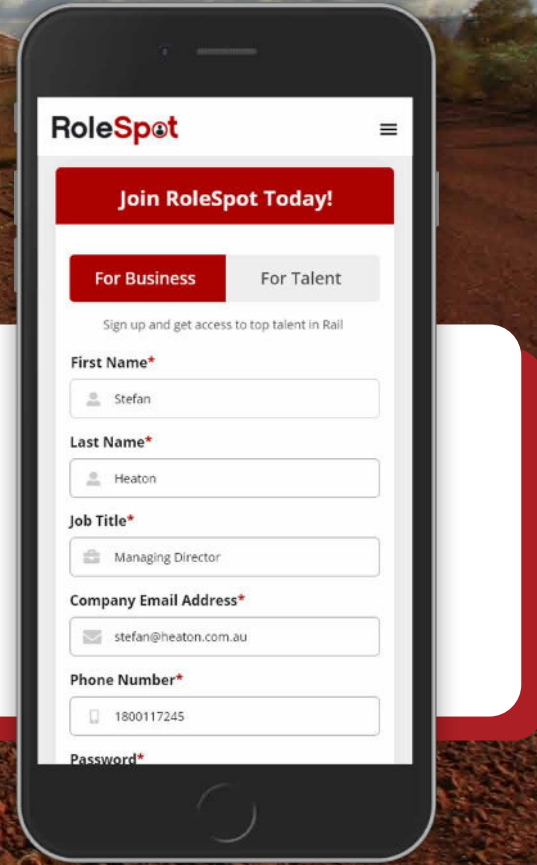 RoleSpot
Join RoleSpot Today!
For Business For Talent
Sign up and get access to top talent in Rail
First Name*
Stefan
Last Name*
Heaton
Job Title*
Managing Director
Company Email Address*
stefan@heaton.com.au
Phone Number*
1800117245
Password*